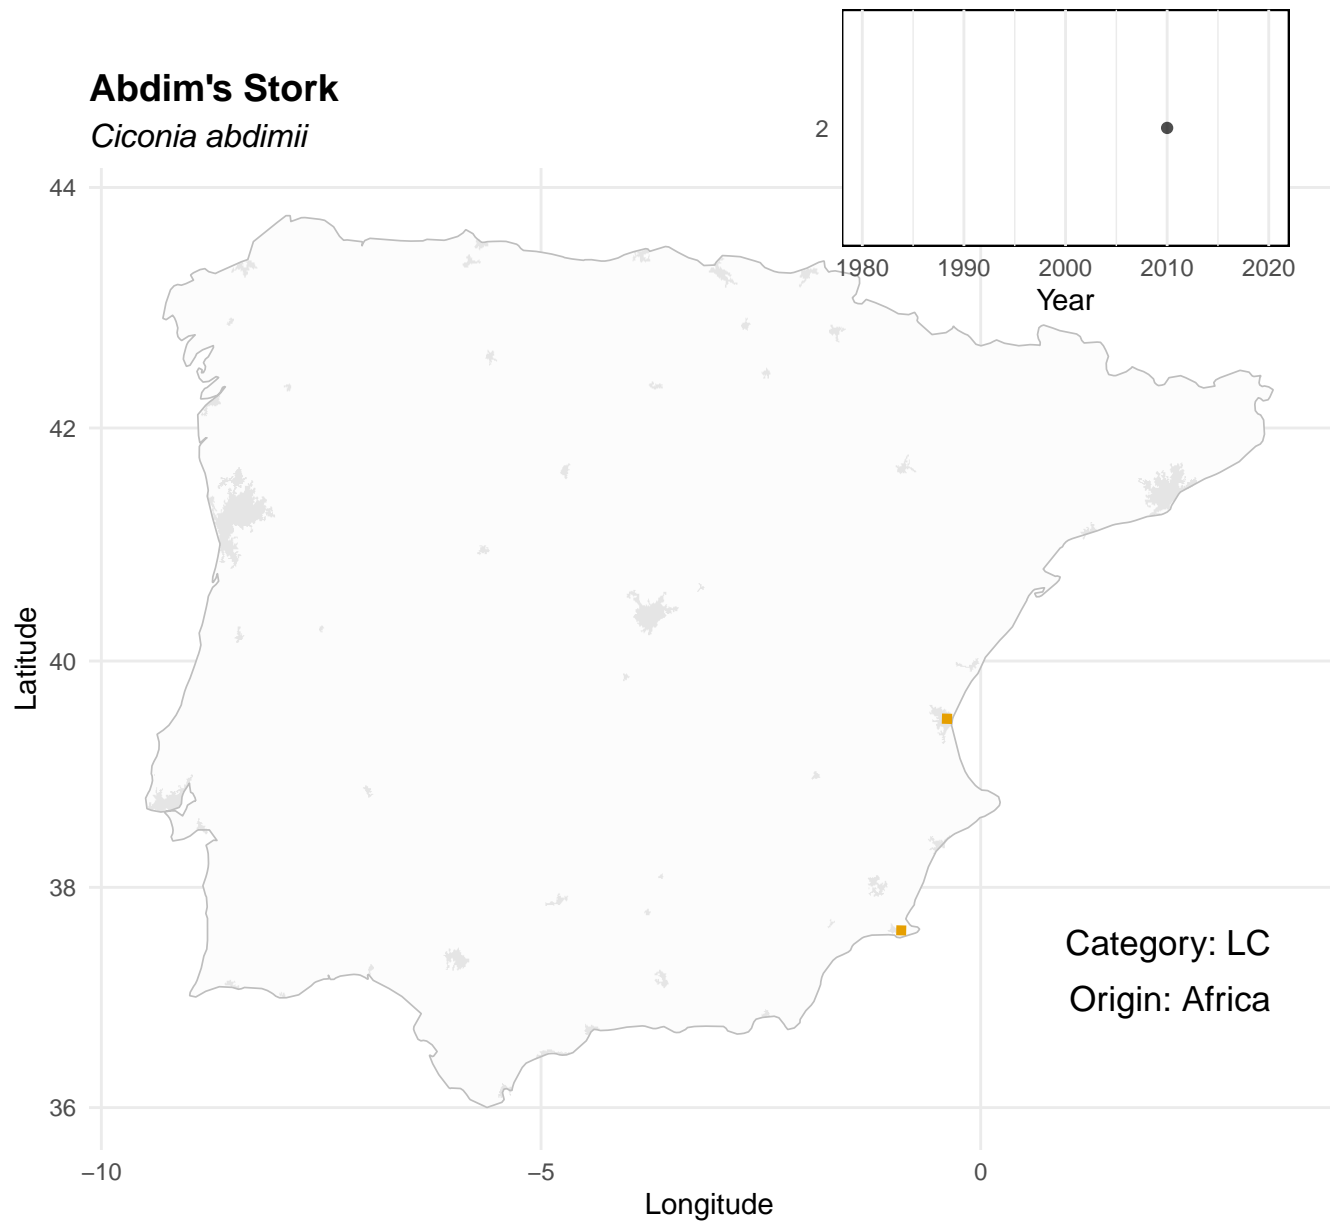 Abdim's Stork
Ciconia abdimii
2
1980 1990 2000 2010 2020
Year
44
42
40
38
36
Latitude
Category: LC
Origin: Africa
−10 −5 0
Longitude